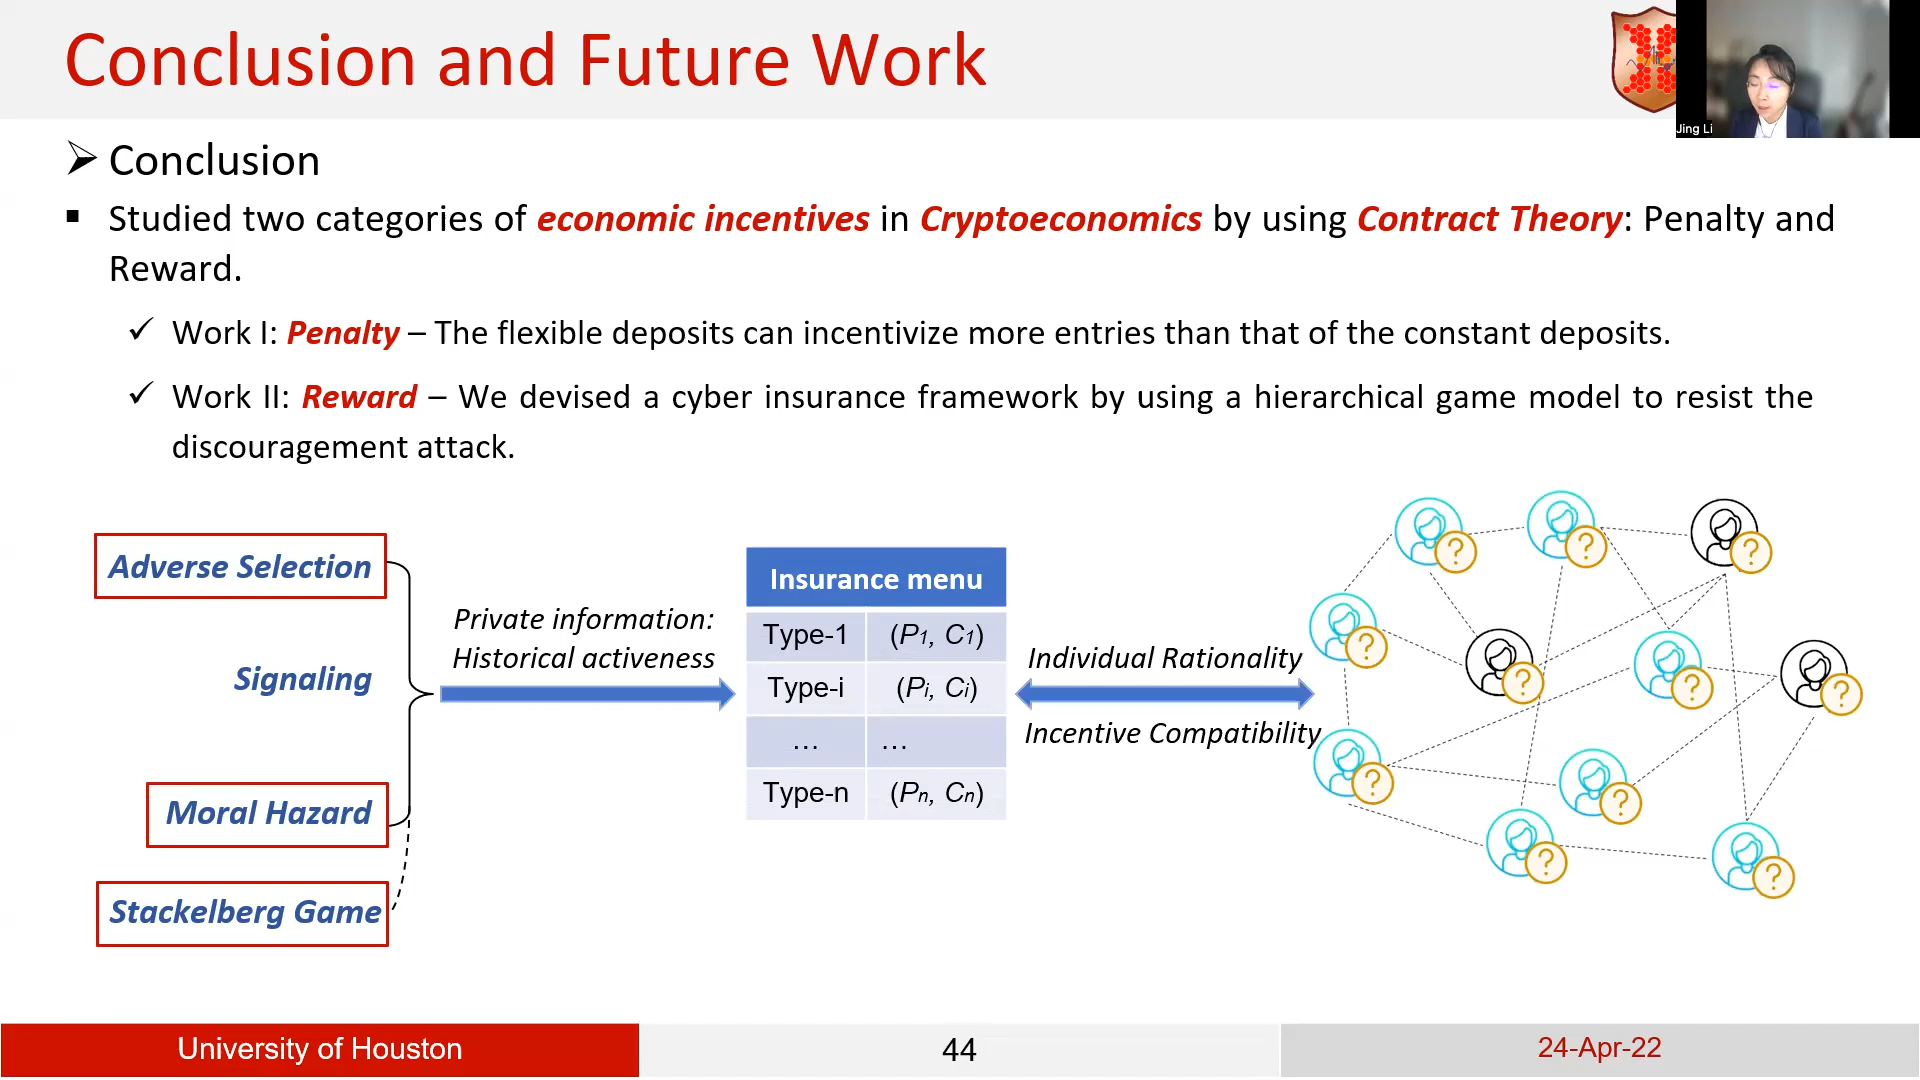 Conclusion and Future Work
Jing Li
Conclusion
Studied two categories of economic incentives in Cryptoeconomics by using Contract Theory: Penalty and
Reward.
Work I: Penalty – The flexible deposits can incentivize more entries than that of the constant deposits.
Work II: Reward – We devised a cyber insurance framework by using a hierarchical game model to resist the
discouragement attack.
Adverse Selection
Signaling
Moral Hazard
Stackelberg Game
Private information:
Historical activeness
Insurance menu
Type-1 (P1, C1)
Type-i (Pi, Ci)
... ...
Type-n (Pn, Cn)
Individual Rationality
Incentive Compatibility
?
?
?
?
?
?
?
?
?
?
?
University of Houston
44
24-Apr-22